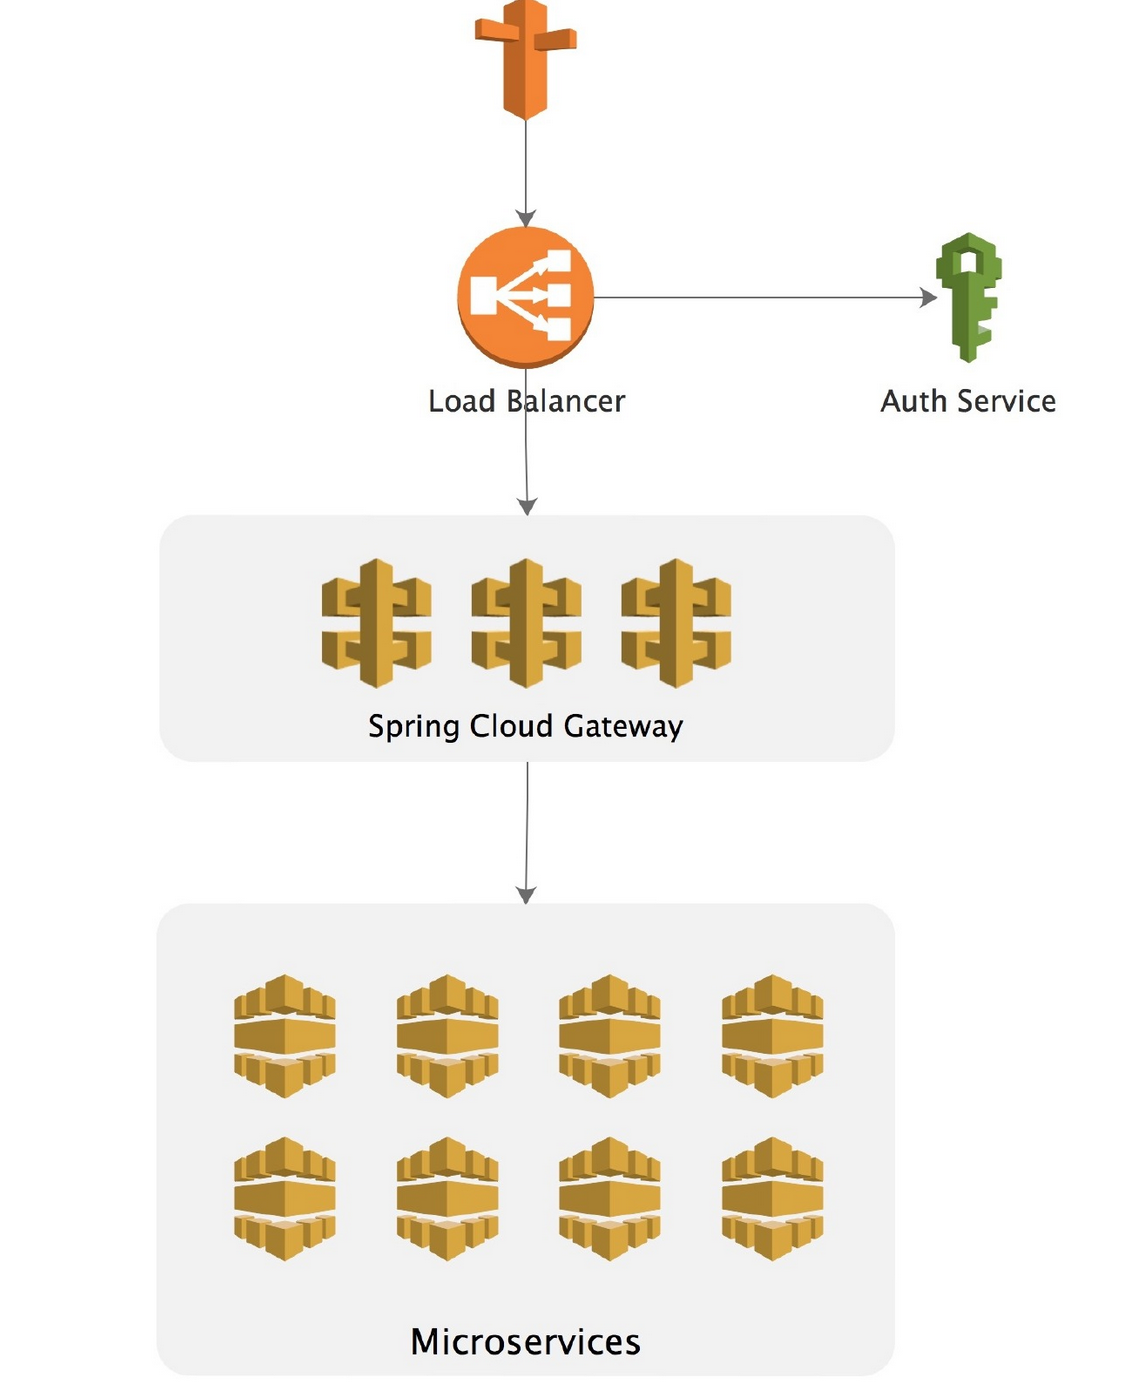 Load Balancer
Auth Service
Spring Cloud Gateway
Microservices